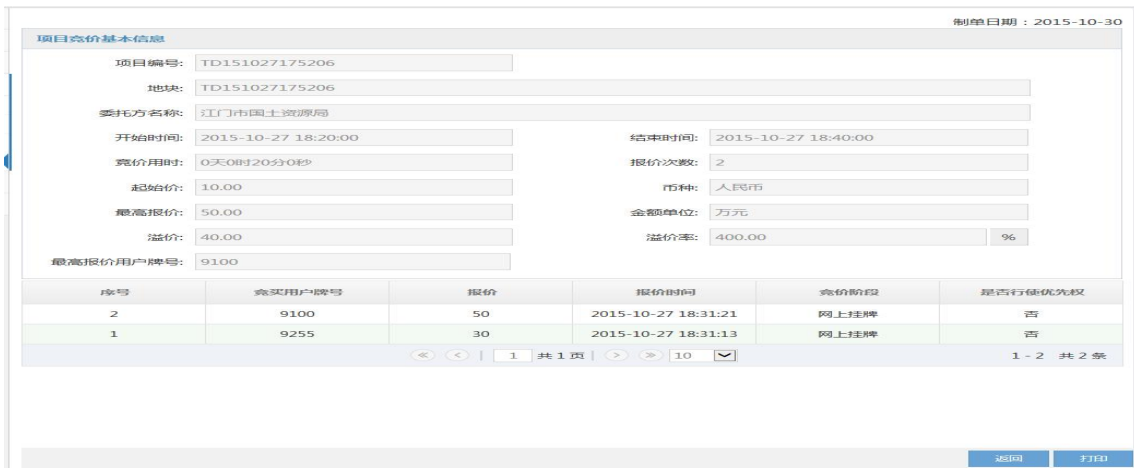 制单日期：2015-10-30
项目竞价基本信息
项目编号: TD151027175206
地块: TD151027175206
委托方名称: 江门市国土资源局
开始时间: 2015-10-27 18:20:00 结束时间: 2015-10-27 18:40:00
竞价用时: 0天0时20分0秒 报价次数: 2
起始价: 10.00 币种: 人民币
最高报价: 50.00 金额单位: 万元
溢价: 40.00 溢价率: 400.00 %
最高报价用户牌号: 9100
序号 竞买用户牌号 报价 报价时间 竞价阶段 是否行使优先权
2 9100 50 2015-10-27 18:31:21 网上挂牌 否
1 9255 30 2015-10-27 18:31:13 网上挂牌 否
1 共1页 10 1 - 2 共2条
返回 打印